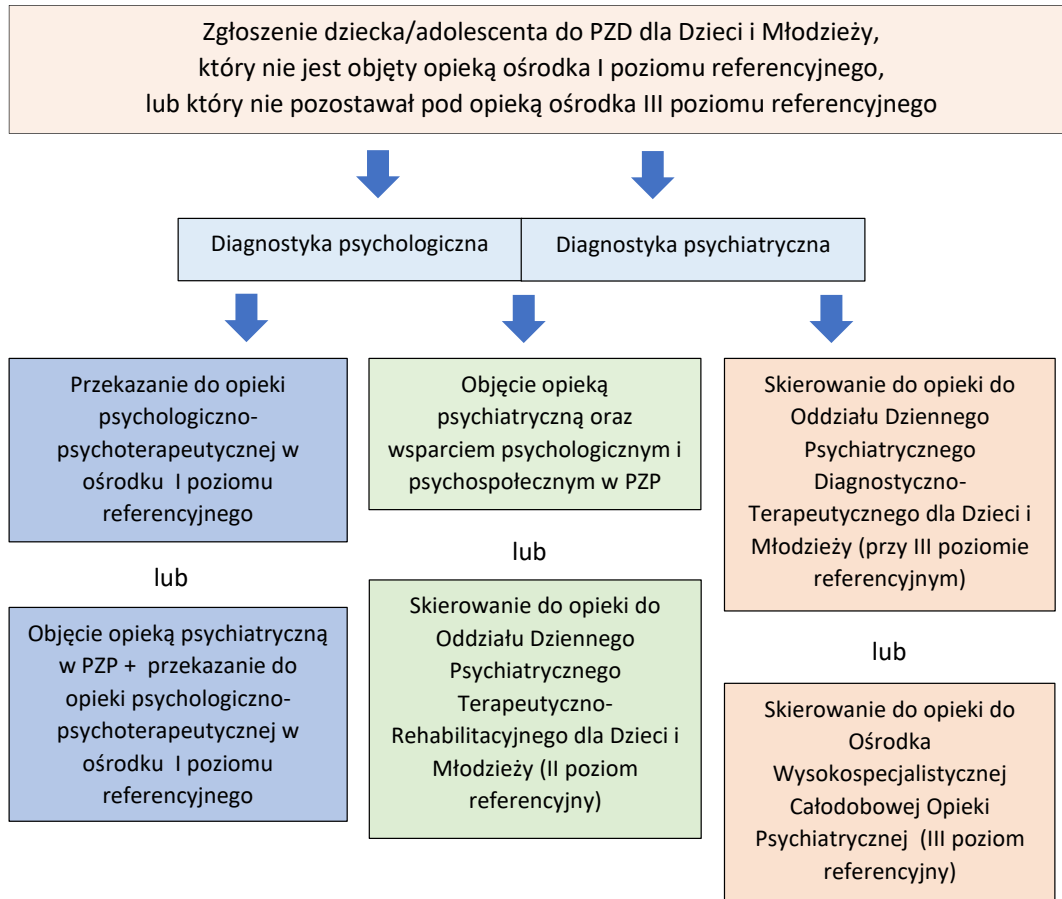 Zgłoszenie dziecka/adolescenta do PZD dla Dzieci i Młodzieży,
który nie jest objęty opieką ośrodka I poziomu referencyjnego,
lub który nie pozostawał pod opieką ośrodka III poziomu referencyjnego
Diagnostyka psychologiczna
Diagnostyka psychiatryczna
Przekazanie do opieki
psychologiczno-
psychoterapeutycznej w
ośrodku I poziomu
referencyjnego
lub
Objęcie opieką psychiatryczną
w PZP + przekazanie do
opieki psychologiczno-
psychoterapeutycznej w
ośrodku I poziomu
referencyjnego
Objęcie opieką
psychiatryczną oraz
wsparciem psychologicznym i
psychospołecznym w PZP
lub
Skierowanie do opieki do
Oddziału Dziennego
Psychiatrycznego
Terapeutyczno-
Rehabilitacyjnego dla Dzieci i
Młodzieży (II poziom
referencyjny)
Skierowanie do opieki do
Oddziału Dziennego
Psychiatrycznego
Diagnostyczno-
Terapeutycznego dla Dzieci i
Młodzieży (przy III poziomie
referencyjnym)
lub
Skierowanie do opieki do
Ośrodka
Wysokospecjalistycznej
Całodobowej Opieki
Psychiatrycznej (III poziom
referencyjny)